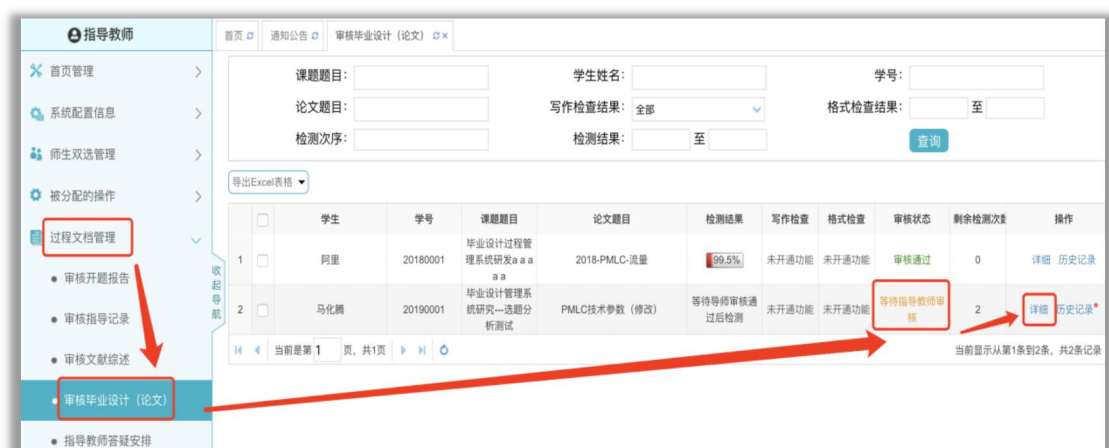 指导教师
首页
通知公告
审核毕业设计（论文）
首页管理
系统配置信息
师生双选管理
被分配的操作
过程文档管理
审核开题报告
审核指导记录
审核文献综述
审核毕业设计（论文）
指导教师答疑安排
收起导航
课题题目：
学生姓名：
学号：
论文题目：
写作检查结果： 全部
格式检查结果： 至
检测次序：
检测结果： 至
查询
导出Excel表格
学生 学号 课题题目 论文题目 检测结果 写作检查 格式检查 审核状态 剩余检测次数 操作
毕业设计过程管
1 阿里 20180001 理系统研发a a a 2018-PMLC-流量 99.5% 未开通功能 未开通功能 审核通过 0 详细 历史记录
a a
毕业设计管理系
2 马化腾 20190001 统研究---选题分 PMLC技术参数（修改） 等待导师审核通 未开通功能 未开通功能 等待指导教师审 2 详细 历史记录*
析测试 过后检测 核
当前是第 1 页，共1页
当前显示从第1条到2条，共2条记录